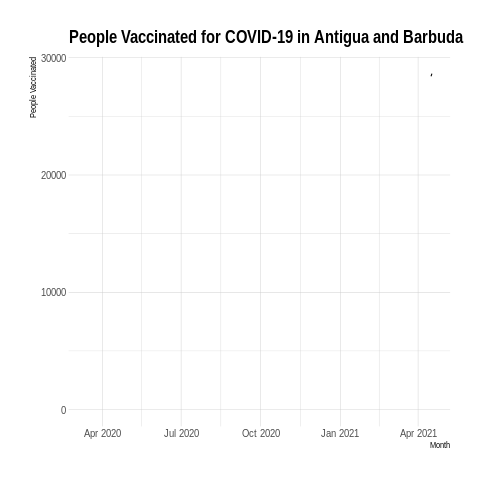 People Vaccinated for COVID-19 in Antigua and Barbuda
People Vaccinated
30000
20000
10000
0
Apr 2020 Jul 2020 Oct 2020 Jan 2021 Apr 2021
Month